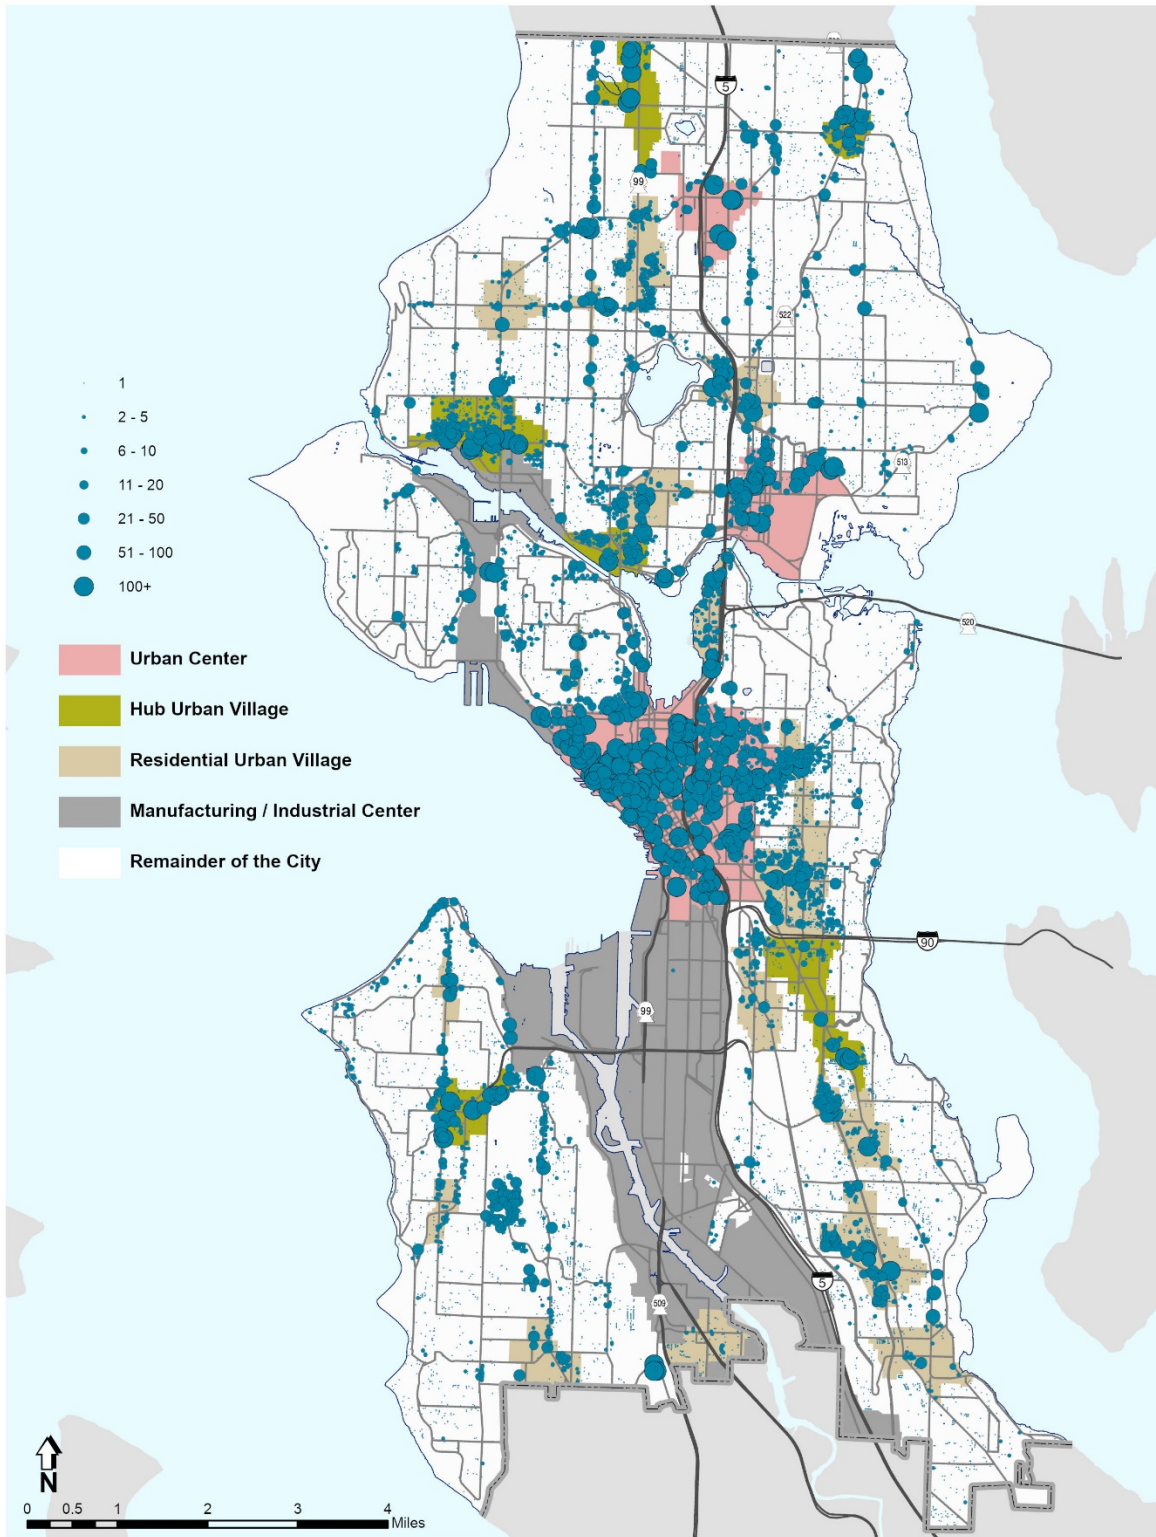 5
99
522
513
1
2 - 5
6 - 10
11 - 20
21 - 50
51 - 100
100+
520
Urban Center
Hub Urban Village
Residential Urban Village
Manufacturing / Industrial Center
Remainder of the City
90
99
5
509
N
0 0.5 1 2 3 4
Miles